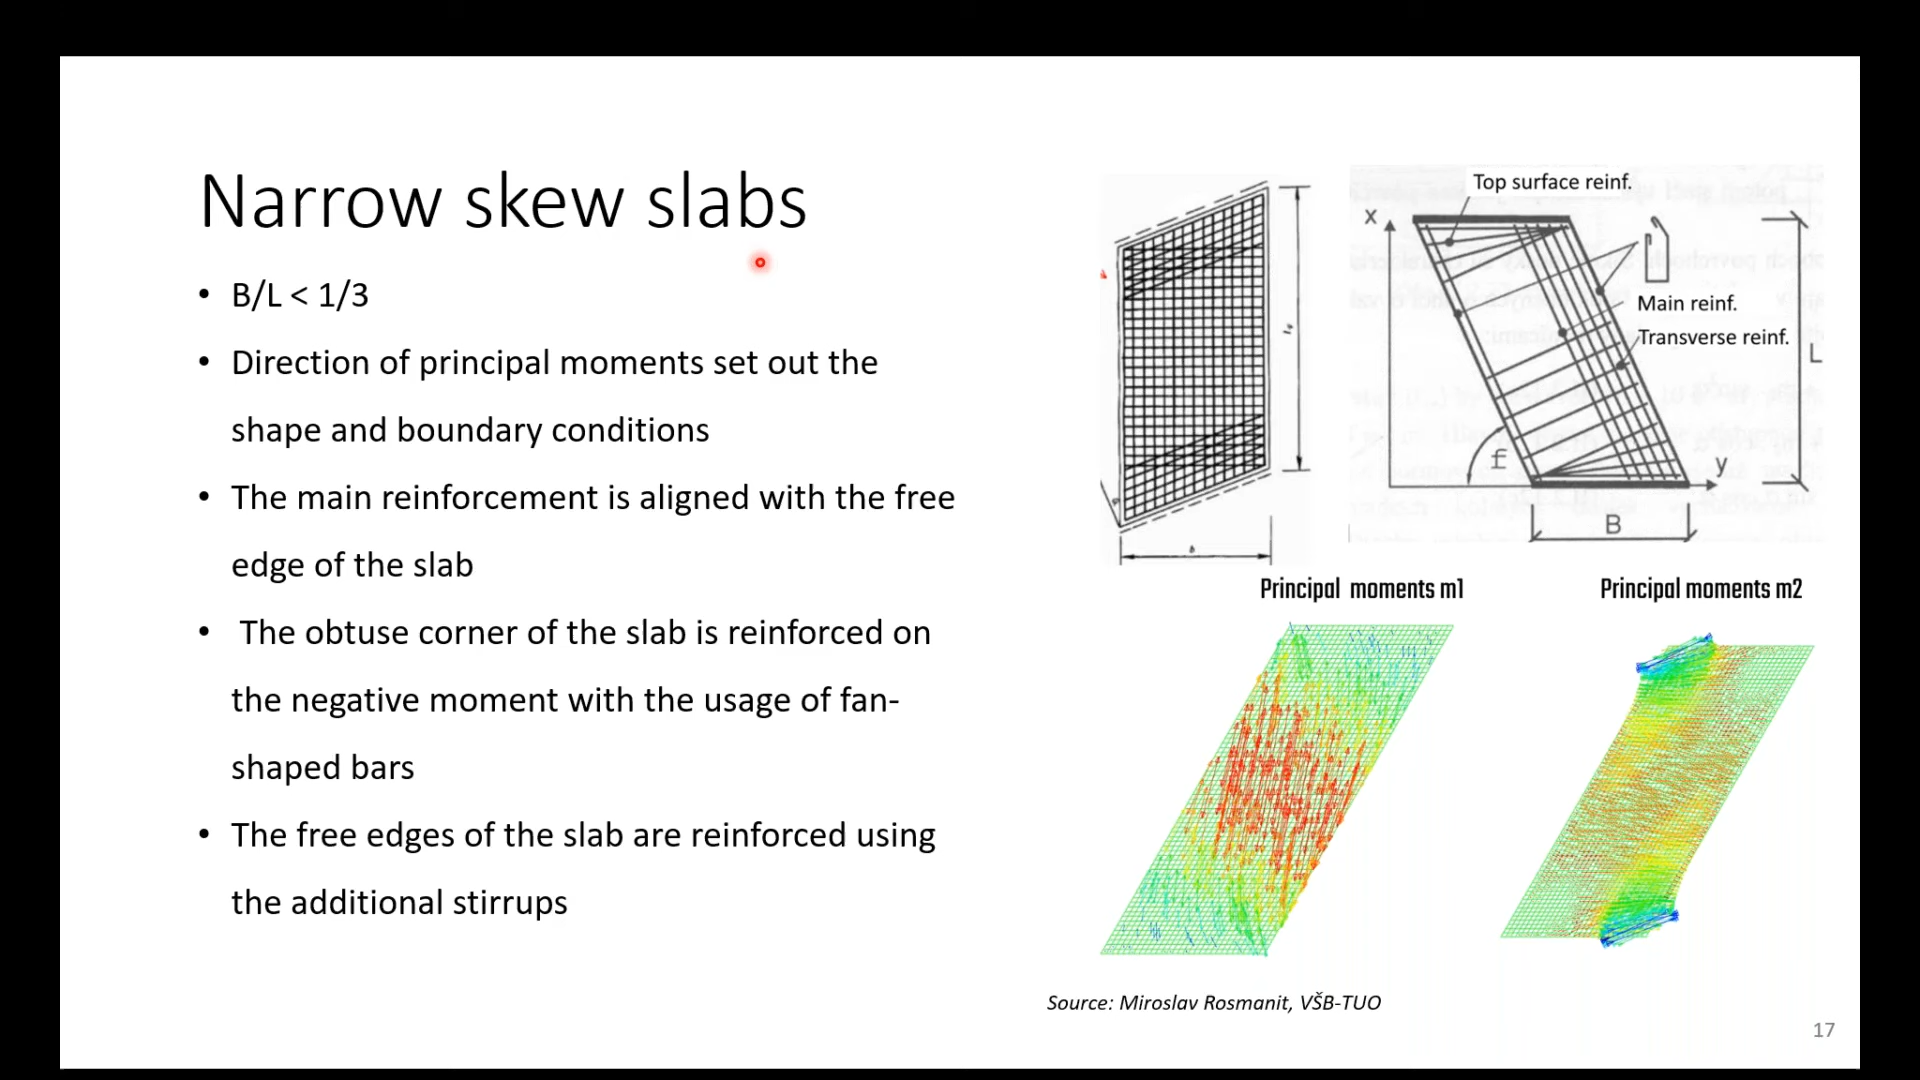 Narrow skew slabs
• B/L < 1/3
• Direction of principal moments set out the
shape and boundary conditions
• The main reinforcement is aligned with the free
edge of the slab
• The obtuse corner of the slab is reinforced on
the negative moment with the usage of fan-
shaped bars
• The free edges of the slab are reinforced using
the additional stirrups
b
Top surface reinf.
x
Main reinf.
Transverse reinf.
L
f
y
B
Principal moments m1
Principal moments m2
Source: Miroslav Rosmanit, VŠB-TUO
17